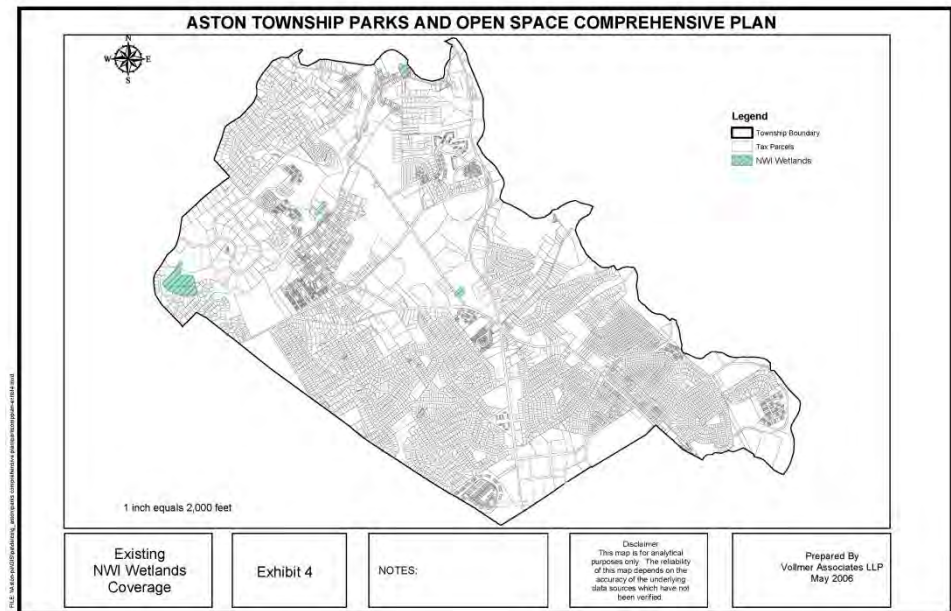 ASTON TOWNSHIP PARKS AND OPEN SPACE COMPREHENSIVE PLAN
N
W
E
S
Legend
Township Boundary
Tax Parcels
NWI Wetlands
1 inch equals 2,000 feet
Existing
NWI Wetlands
Coverage
Exhibit 4
NOTES:
Disclaimer
This map is for analytical
purposes only. The reliability
of this map depends on the
accuracy of the underlying
data sources which have not
been verified
Prepared By
Vollmer Associates LLP
May 2006